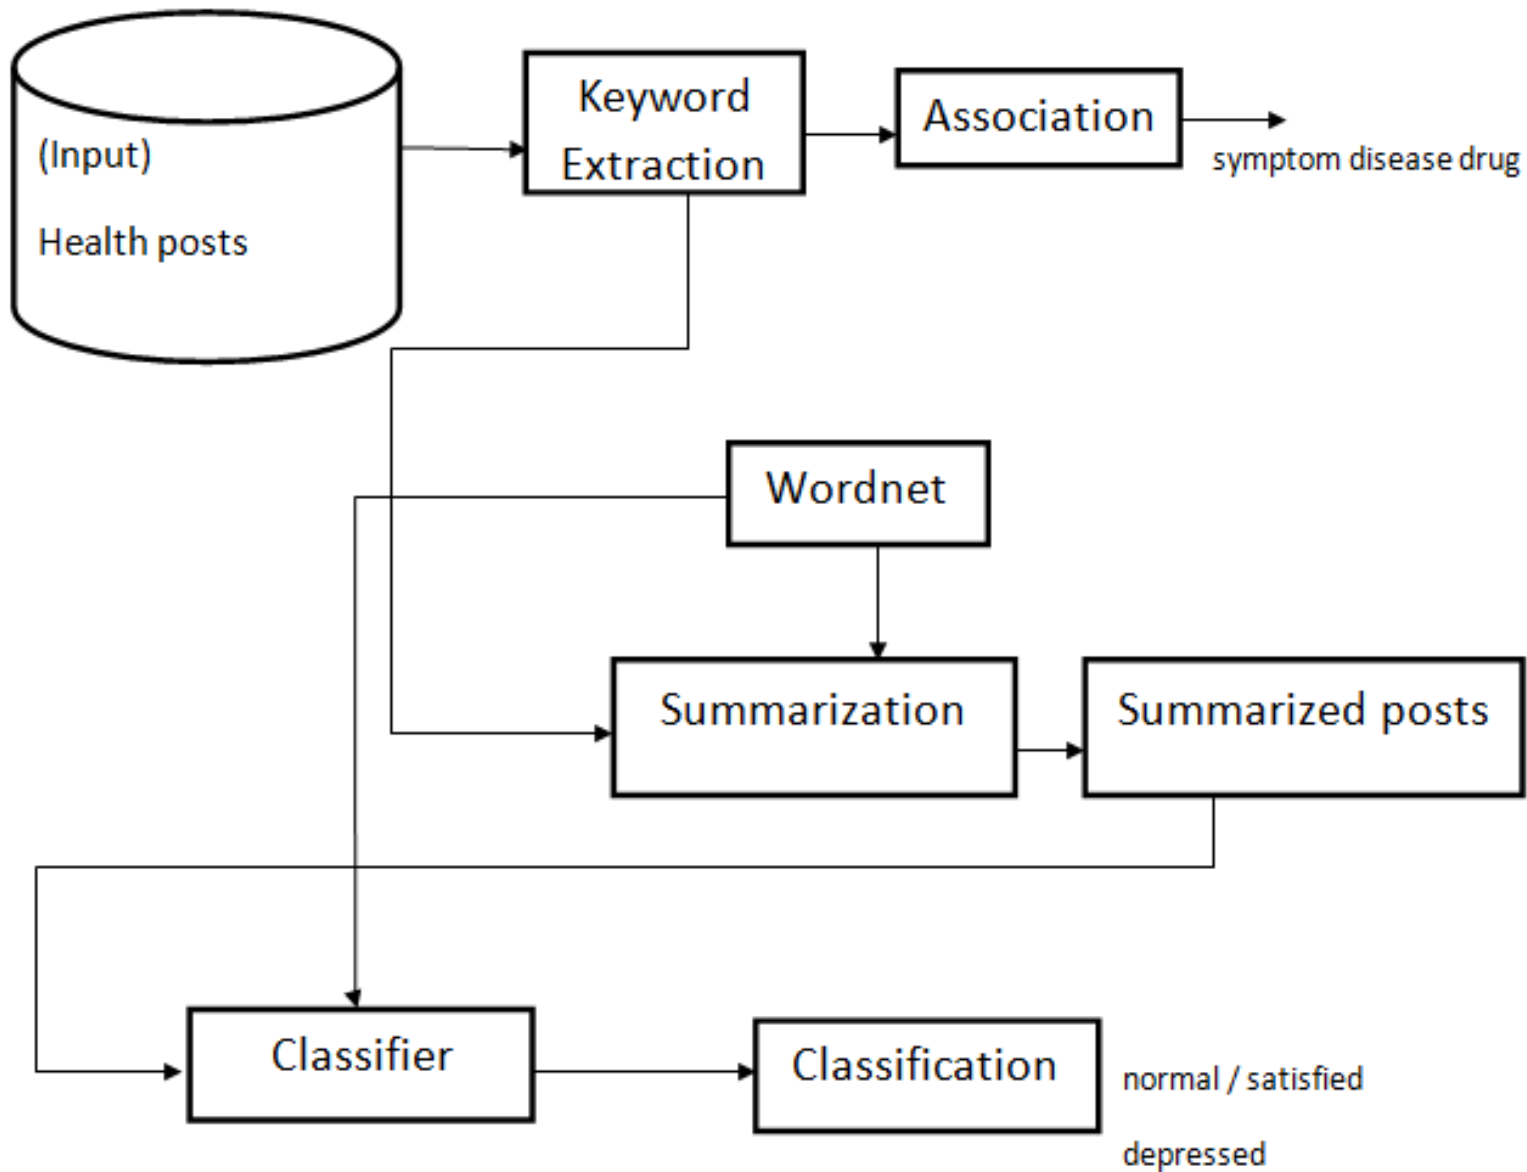 (Input)
Health posts
Keyword
Extraction
Association
symptom disease drug
Wordnet
Summarization
Summarized posts
Classifier
Classification
normal / satisfied
depressed